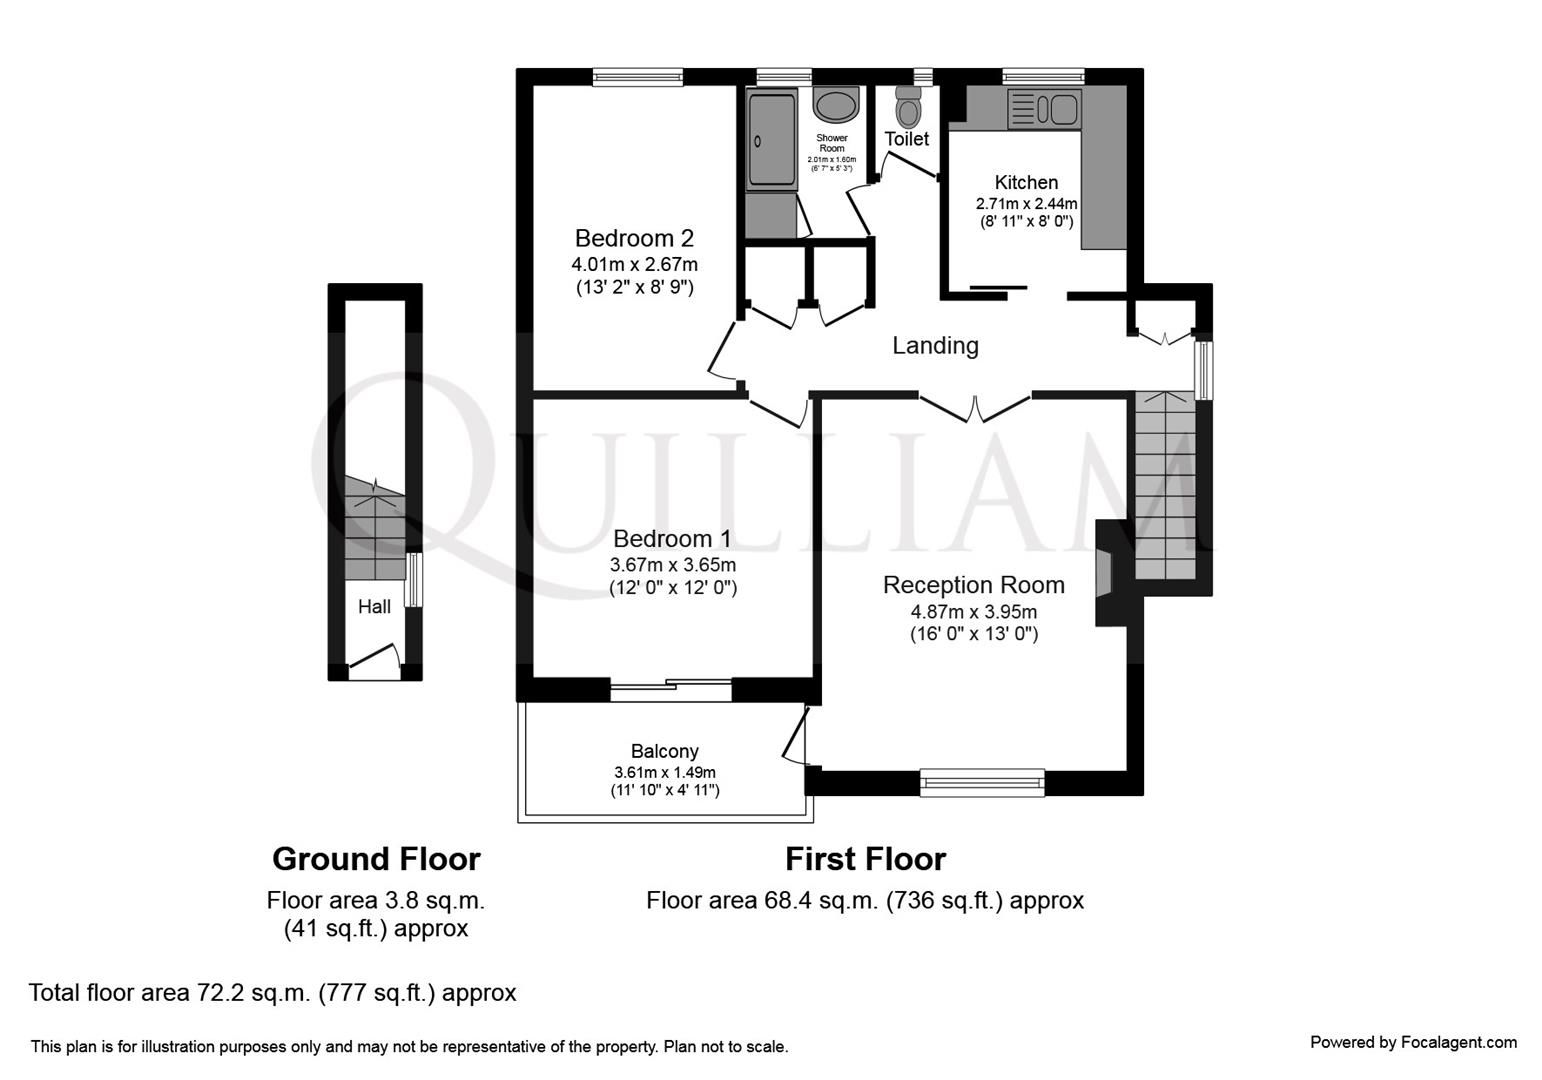 Shower
Room
2.01m x 1.60m
(6' 7" x 5' 3")
Toilet
Kitchen
2.71m x 2.44m
(8' 11" x 8' 0")
Bedroom 2
4.01m x 2.67m
(13' 2" x 8' 9")
Landing
QUILLIAM
Bedroom 1
3.67m x 3.65m
(12' 0" x 12' 0")
Reception Room
4.87m x 3.95m
(16' 0" x 13' 0")
Hall
Balcony
3.61m x 1.49m
(11' 10" x 4' 11")
Ground Floor
Floor area 3.8 sq.m.
(41 sq.ft.) approx
First Floor
Floor area 68.4 sq.m. (736 sq.ft.) approx
Total floor area 72.2 sq.m. (777 sq.ft.) approx
This plan is for illustration purposes only and may not be representative of the property. Plan not to scale.
Powered by Focalagent.com